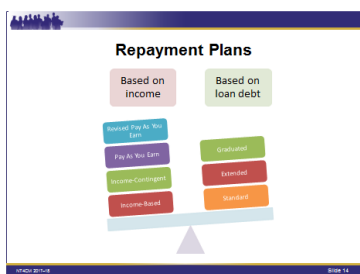 Repayment Plans
Based on
income
Based on
loan debt
Revised Pay As You
Earn
Pay As You Earn
Income-Contingent
Income-Based
Graduated
Extended
Standard
Slide 14